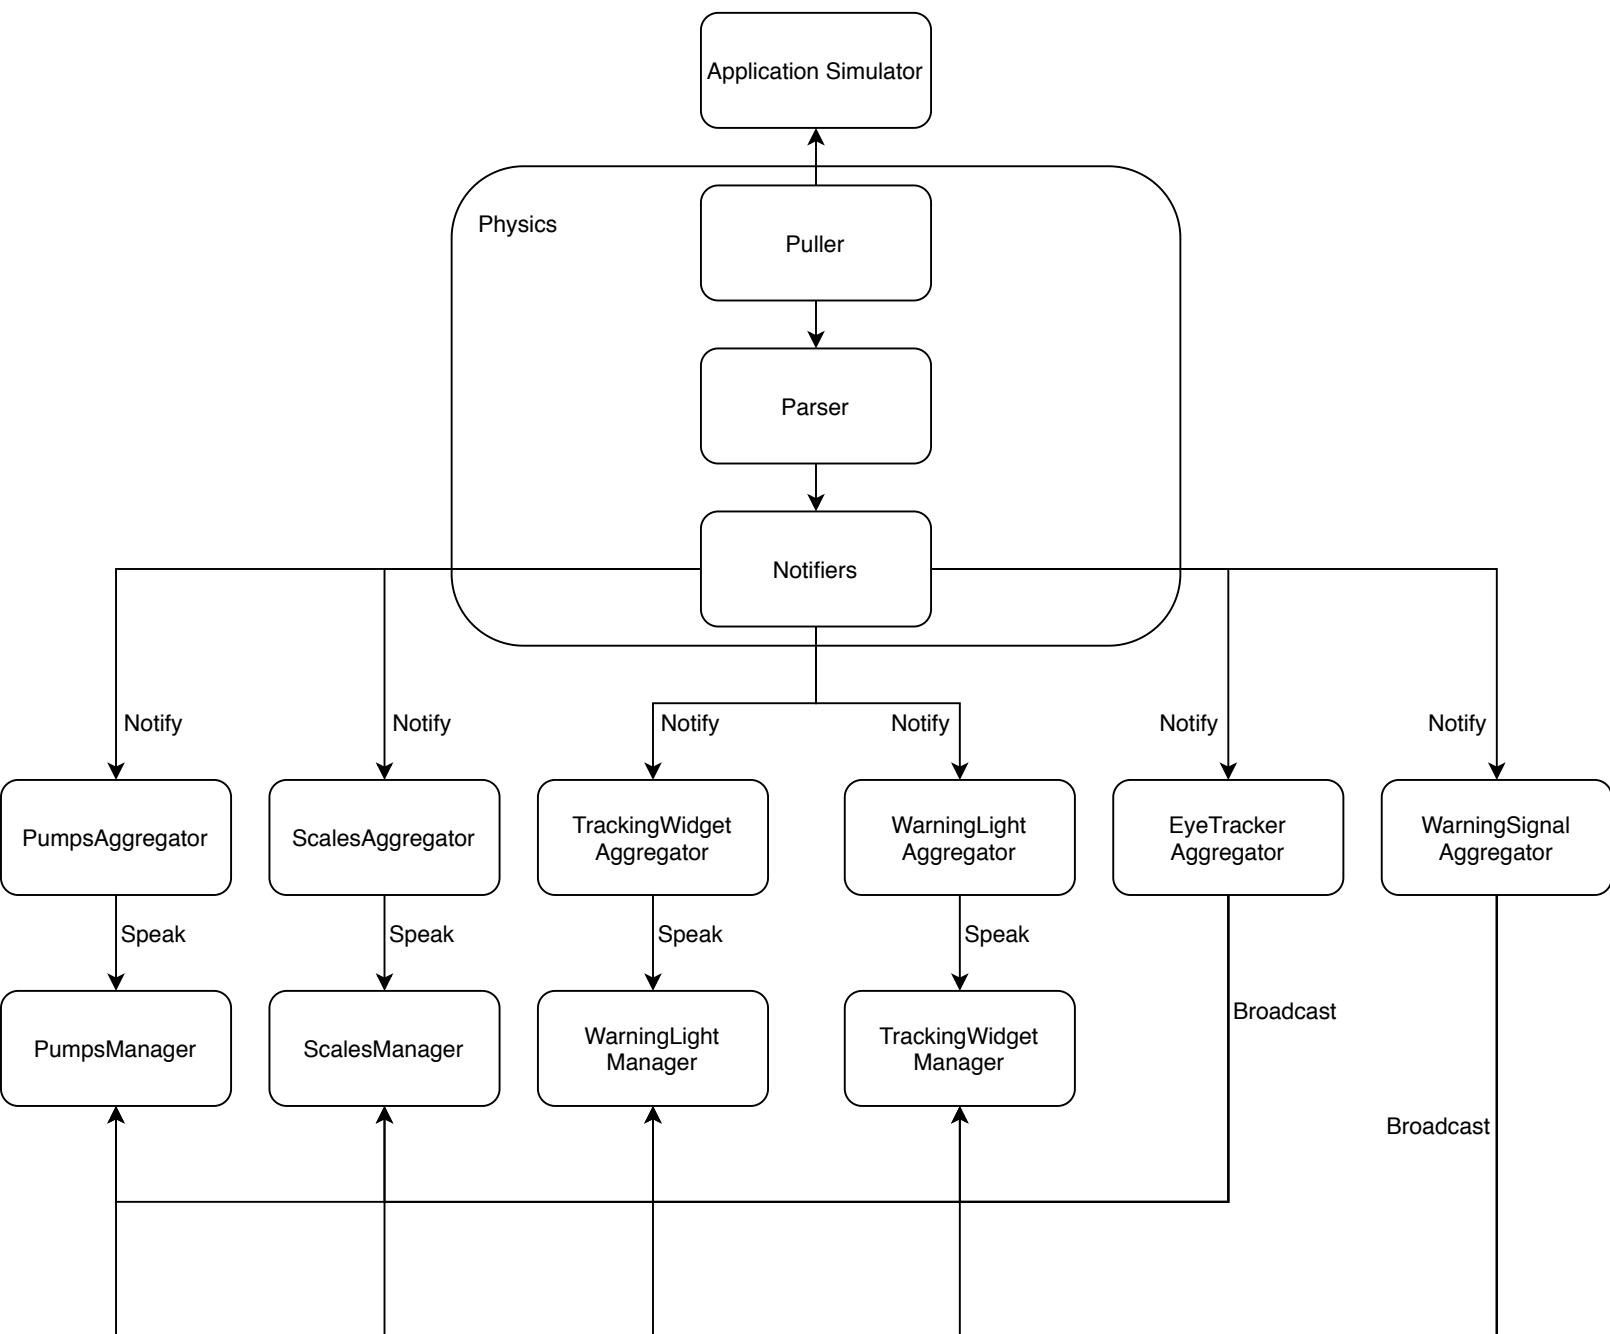 Application Simulator
Physics
Puller
Parser
Notifiers
Notify
Notify
Notify
Notify
Notify
Notify
PumpsAggregator
ScalesAggregator
TrackingWidget
Aggregator
WarningLight
Aggregator
EyeTracker
Aggregator
WarningSignal
Aggregator
Speak
Speak
Speak
Speak
PumpsManager
ScalesManager
WarningLight
Manager
TrackingWidget
Manager
Broadcast
Broadcast